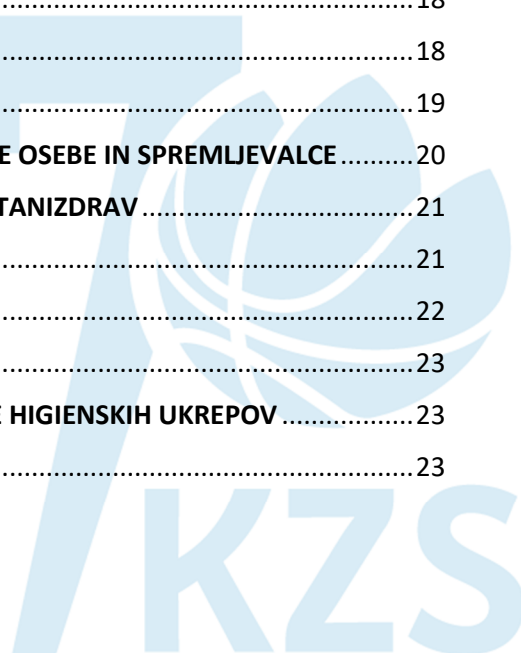 ........................................................18
........................................................18
........................................................19
E OSEBE IN SPREMLJEVALCE..........20
TANIZDRAV.....................................21
........................................................21
........................................................22
........................................................23
E HIGIENSKIH UKREPOV.................23
........................................................23
KZS